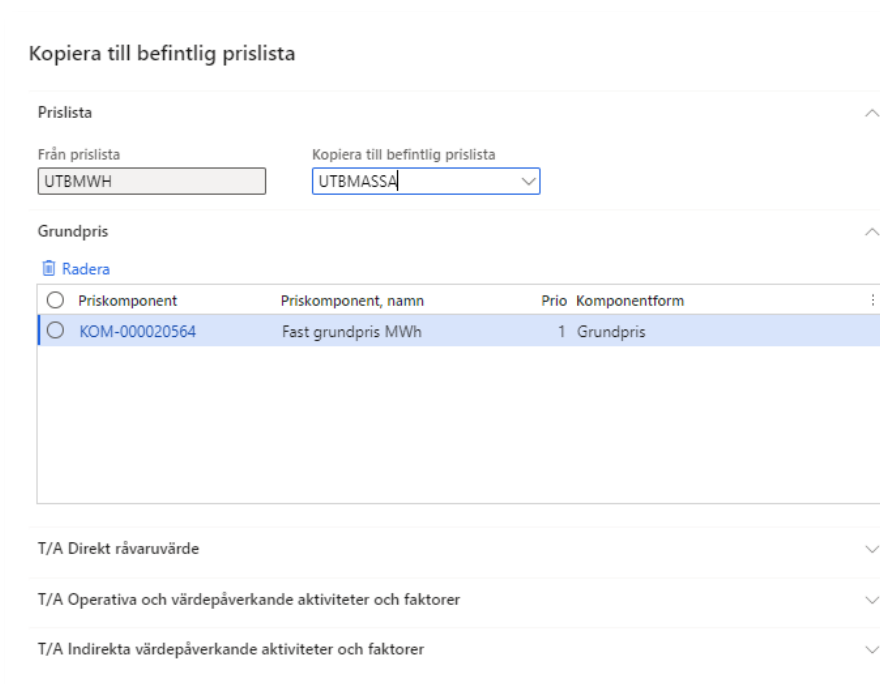 Kopiera till befintlig prislista
Prislista
Från prislista Kopiera till befintlig prislista
UTBMWH UTBMASSA
Grundpris
Radera
Priskomponent Priskomponent, namn Prio Komponentform
KOM-000020564 Fast grundpris MWh 1 Grundpris
T/A Direkt råvaruvärde
T/A Operativa och värdepåverkande aktiviteter och faktorer
T/A Indirekta värdepåverkande aktiviteter och faktorer